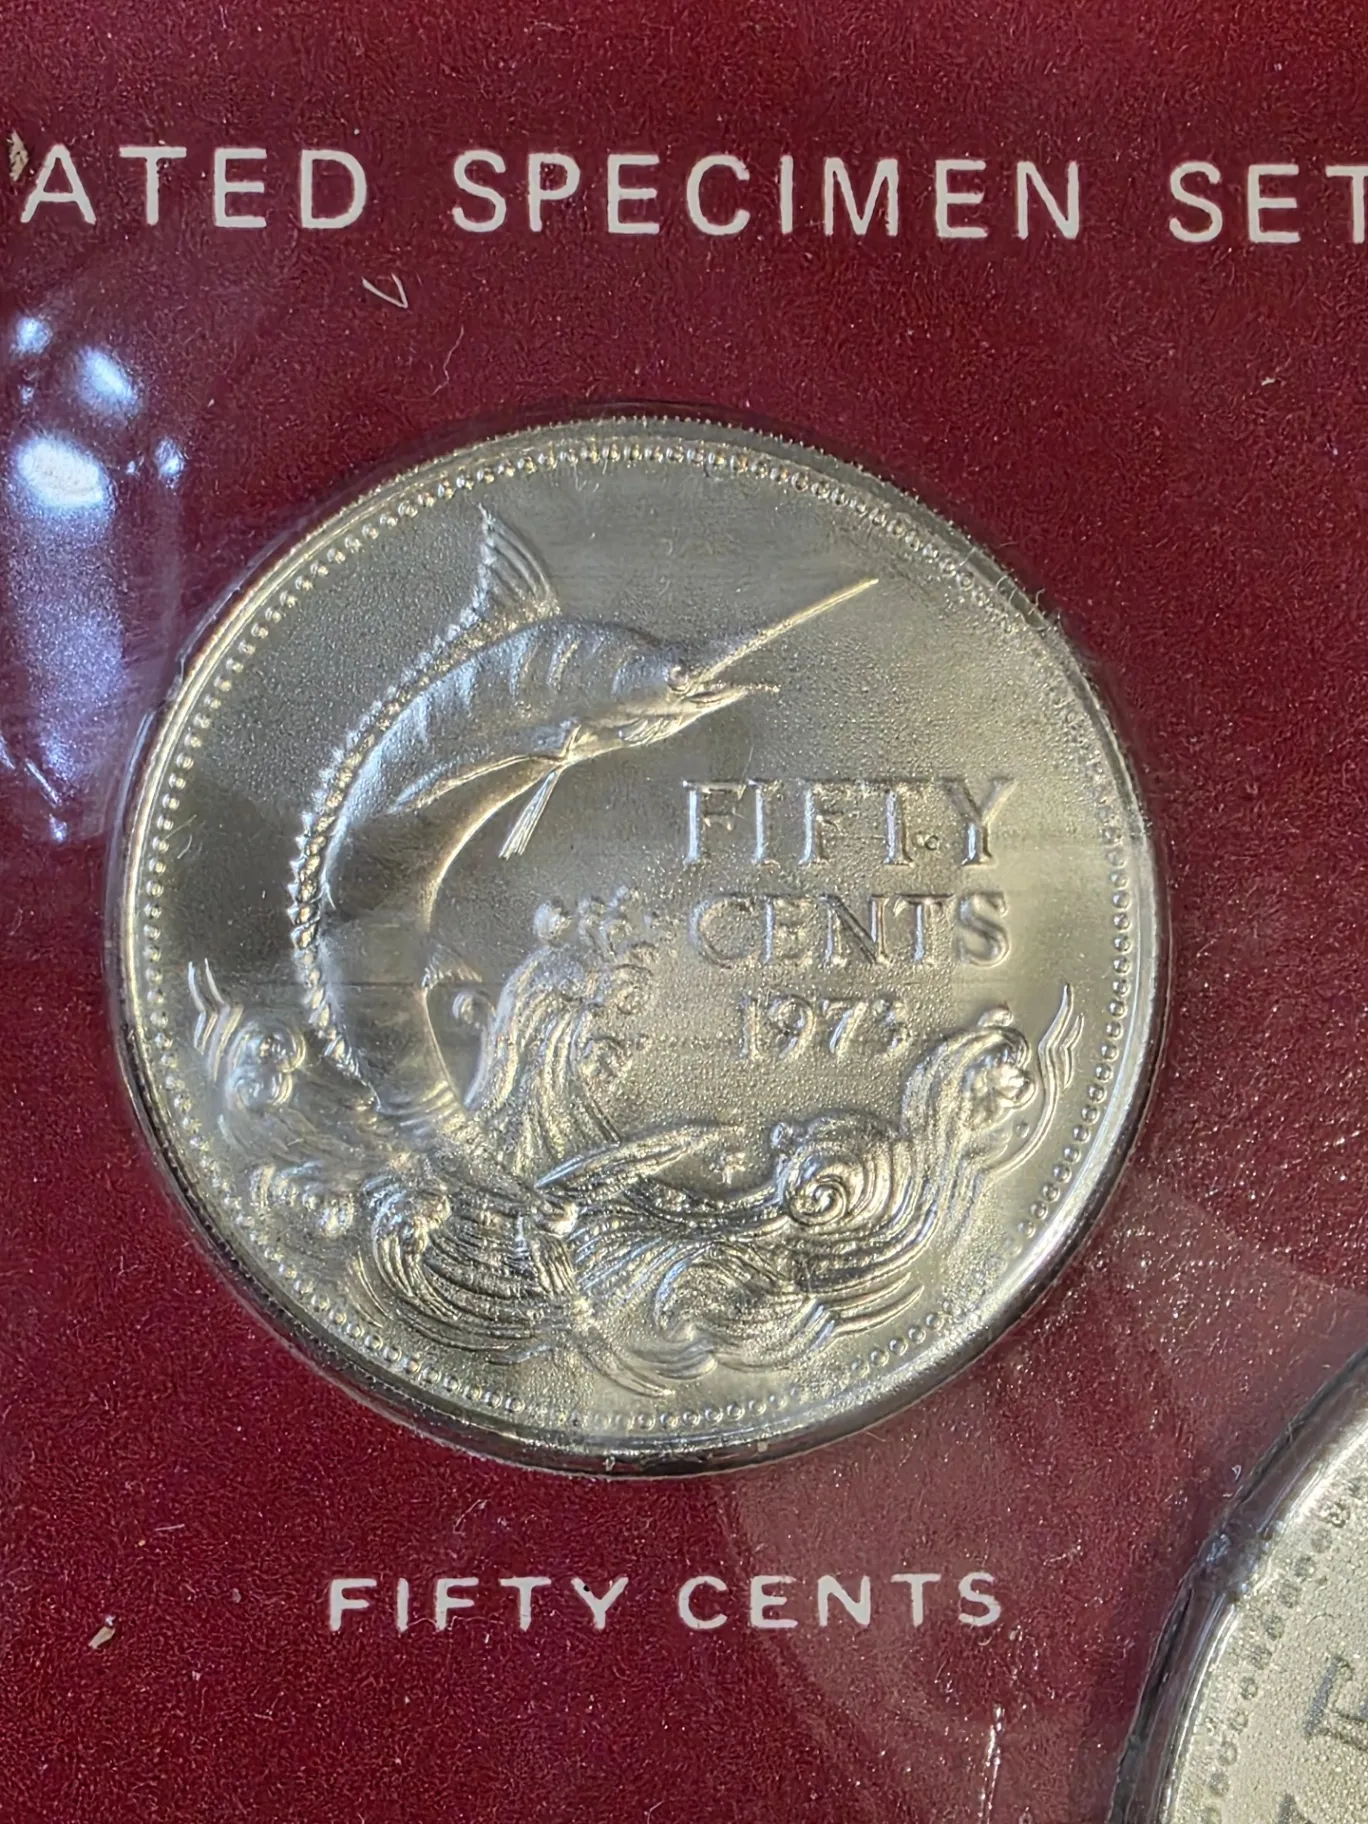 ATED SPECIMEN SET
FIFTY
CENTS
1973
FIFTY CENTS